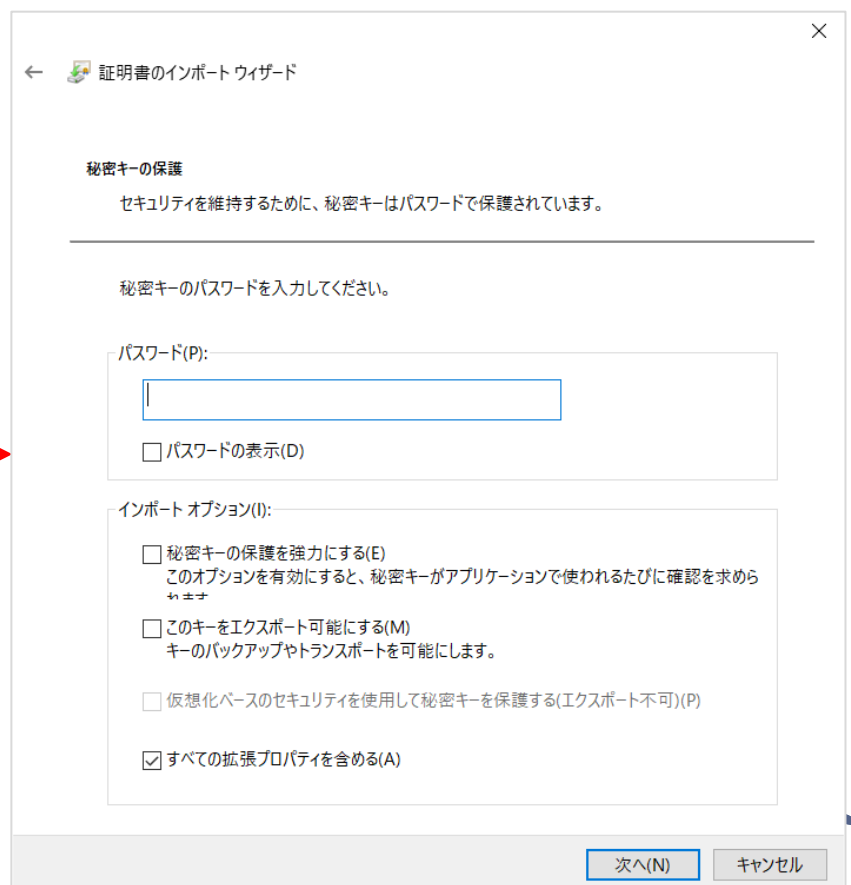 証明書のインポート ウィザード
秘密キーの保護
セキュリティを維持するために、秘密キーはパスワードで保護されています。
秘密キーのパスワードを入力してください。
パスワード(P):
パスワードの表示(D)
インポート オプション(I):
秘密キーの保護を強力にする(E)
このオプションを有効にすると、秘密キーがアプリケーションで使われるたびに確認を求めら
れます
このキーをエクスポート可能にする(M)
キーのバックアップやトランスポートを可能にします。
仮想化ベースのセキュリティを使用して秘密キーを保護する(エクスポート不可)(P)
すべての拡張プロパティを含める(A)
次へ(N)
キャンセル